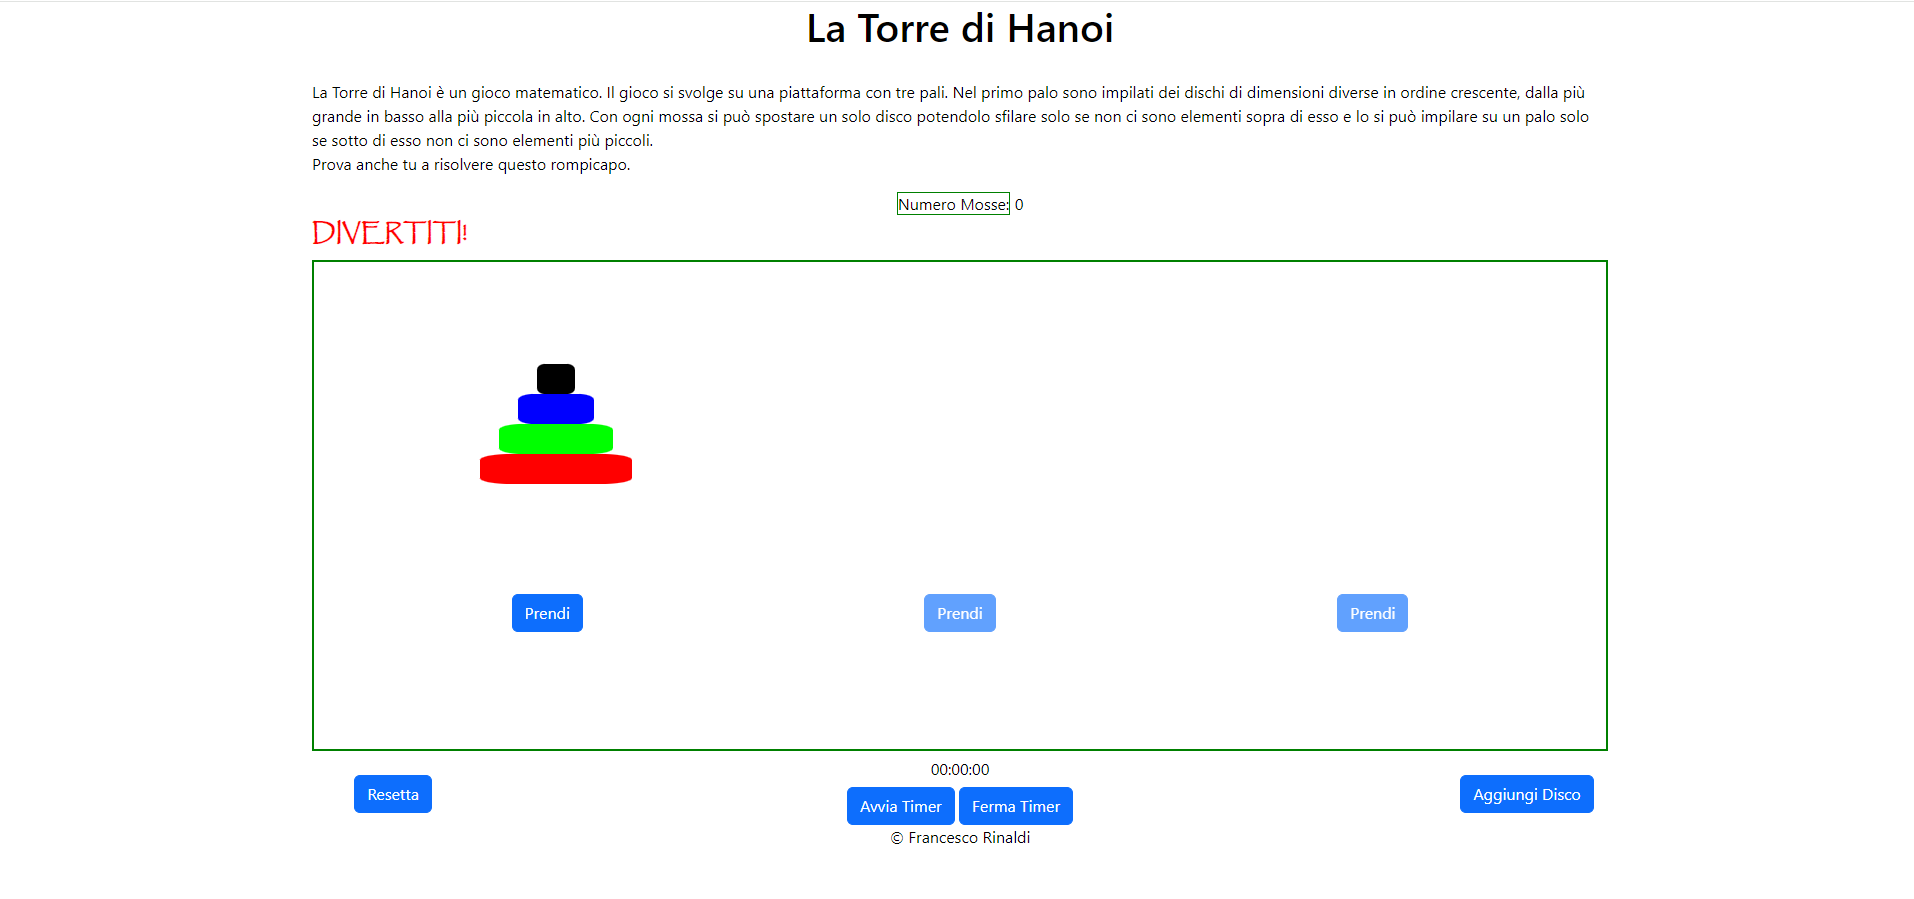 La Torre di Hanoi
La Torre di Hanoi è un gioco matematico. Il gioco si svolge su una piattaforma con tre pali. Nel primo palo sono impilati dei dischi di dimensioni diverse in ordine crescente, dalla più
grande in basso alla più piccola in alto. Con ogni mossa si può spostare un solo disco potendolo sfilare solo se non ci sono elementi sopra di esso e lo si può impilare su un palo solo
se sotto di esso non ci sono elementi più piccoli.
Prova anche tu a risolvere questo rompicapo.
Numero Mosse: 0
DIVERTITI!
Prendi Prendi Prendi
00:00:00
Resetta Avvia Timer Ferma Timer Aggiungi Disco
© Francesco Rinaldi